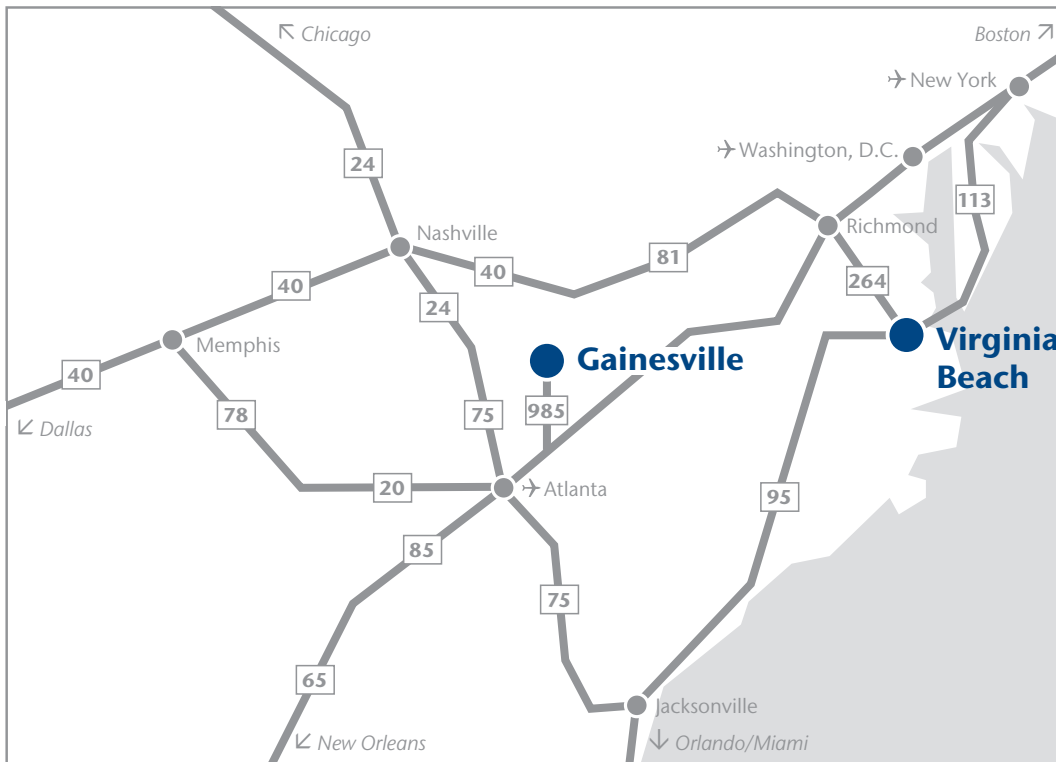 Chicago
Boston
New York
Washington, D.C.
24
113
Nashville
Richmond
81
40
264
40
24
Virginia
Beach
Memphis
Gainesville
40
78
75
985
Dallas
20
Atlanta
95
85
75
65
Jacksonville
New Orleans
Orlando/Miami